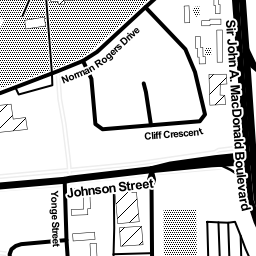 Norman Rogers Drive
Sir John A. MacDonald Boulevard
Cliff Crescent
Johnson Street
Yonge Street